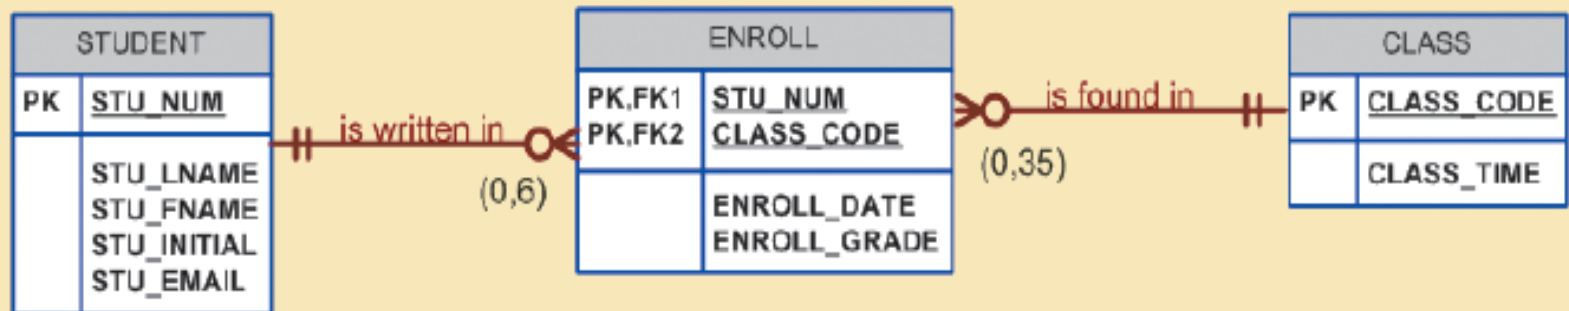 STUDENT
PK STU_NUM
STU_LNAME
STU_FNAME
STU_INITIAL
STU_EMAIL
is written in
(0,6)
ENROLL
PK,FK1 STU_NUM
PK,FK2 CLASS_CODE
ENROLL_DATE
ENROLL_GRADE
is found in
(0,35)
CLASS
PK CLASS_CODE
CLASS_TIME